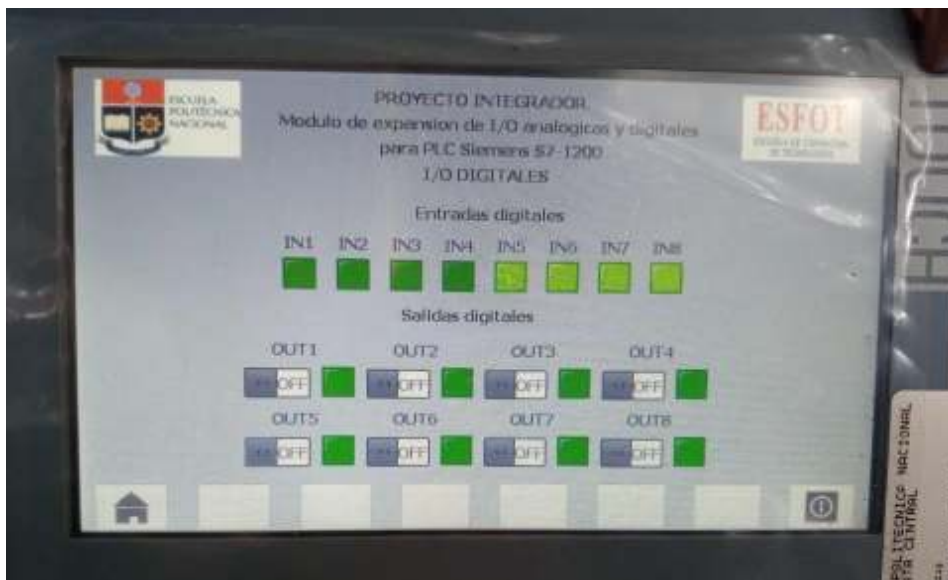 ESCUELA
POLITÉCNICA
NACIONAL
PROYECTO INTEGRADOR
Modulo de expansion de I/O analogicos y digitales
para PLC Siemens S7-1200
I/O DIGITALES
ESFOT
Entradas digitales
IN1 IN2 IN3 IN4 IN5 IN6 IN7 IN8
Salidas digitales
OUT1 OUT2 OUT3 OUT4
OFF OFF OFF OFF
OUT5 OUT6 OUT7 OUT8
OFF OFF OFF OFF
POLITECNICA NACIONAL
CENTRAL